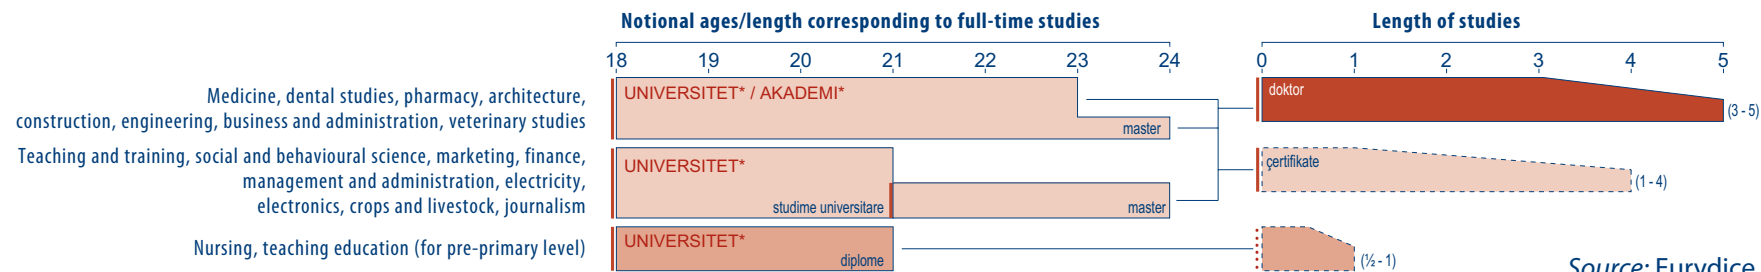 Notional ages/length corresponding to full-time studies
Length of studies
18 19 20 21 22 23 24
0 1 2 3 4 5
Medicine, dental studies, pharmacy, architecture,
construction, engineering, business and administration, veterinary studies
UNIVERSITET* / AKADEMI*
master
doktor
(3 - 5)
Teaching and training, social and behavioural science, marketing, finance,
management and administration, electricity,
electronics, crops and livestock, journalism
UNIVERSITET*
studime universitare
master
çertifikate
(1 - 4)
Nursing, teaching education (for pre-primary level)
UNIVERSITET*
diplome
(½ - 1)
Source: Eurydice